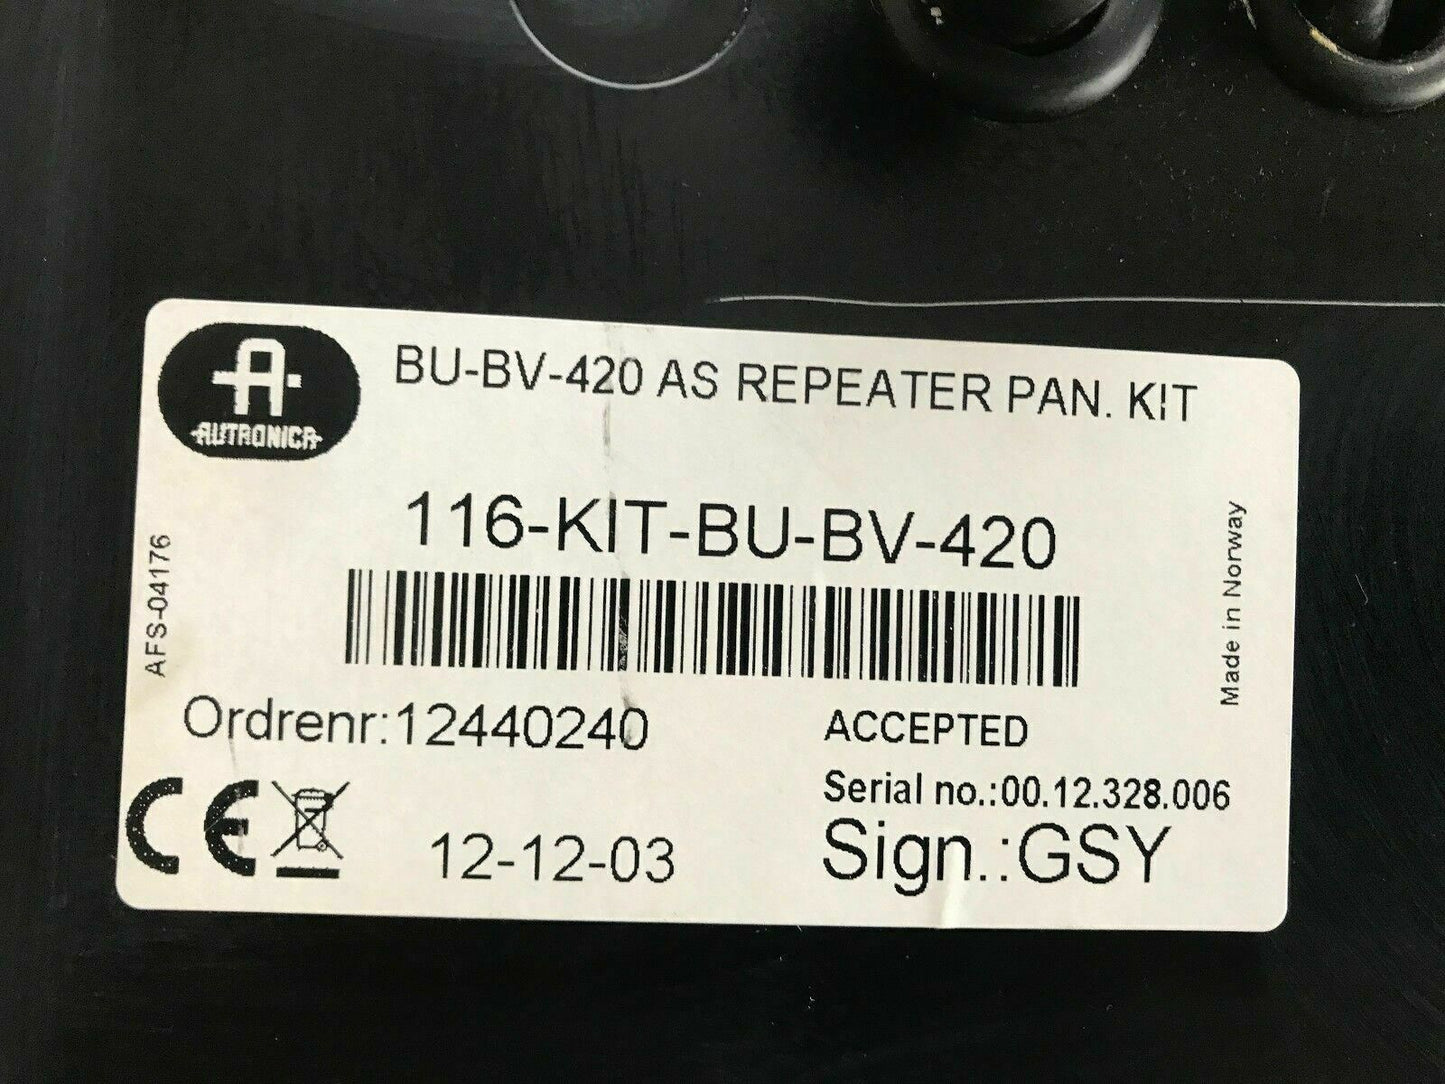 AUTRONICA
BU-BV-420 AS REPEATER PAN. KIT
116-KIT-BU-BV-420
AFS-04176
Made in Norway
Ordrenr:12440240
ACCEPTED
Serial no.:00.12.328.006
CE
12-12-03
Sign.:GSY